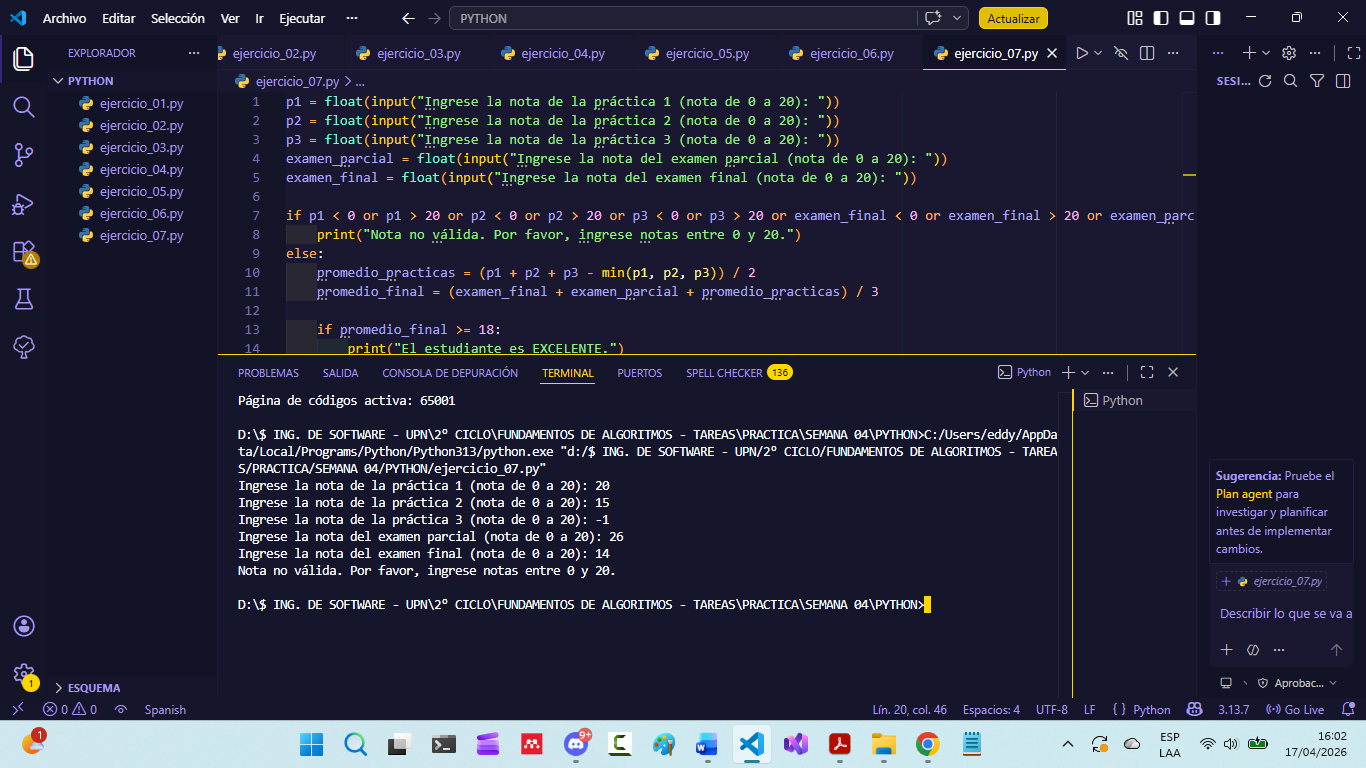 Archivo Editar Selección Ver Ir Ejecutar ··· PYTHON Actualizar
EXPLORADOR ···
PYTHON
ejercicio_01.py
ejercicio_02.py
ejercicio_03.py
ejercicio_04.py
ejercicio_05.py
ejercicio_06.py
ejercicio_07.py
ESQUEMA
ejercicio_02.py ejercicio_03.py ejercicio_04.py ejercicio_05.py ejercicio_06.py ejercicio_07.py
ejercicio_07.py > ...
1 p1 = float(input("Ingrese la nota de la práctica 1 (nota de 0 a 20): "))
2 p2 = float(input("Ingrese la nota de la práctica 2 (nota de 0 a 20): "))
3 p3 = float(input("Ingrese la nota de la práctica 3 (nota de 0 a 20): "))
4 examen_parcial = float(input("Ingrese la nota del examen parcial (nota de 0 a 20): "))
5 examen_final = float(input("Ingrese la nota del examen final (nota de 0 a 20): "))
6
7 if p1 < 0 or p1 > 20 or p2 < 0 or p2 > 20 or p3 < 0 or p3 > 20 or examen_final < 0 or examen_final > 20 or examen_parc
8 print("Nota no válida. Por favor, ingrese notas entre 0 y 20.")
9 else:
10 promedio_practicas = (p1 + p2 + p3 - min(p1, p2, p3)) / 2
11 promedio_final = (examen_final + examen_parcial + promedio_practicas) / 3
12
13 if promedio_final >= 18:
14 print("El estudiante es EXCELENTE.")
PROBLEMAS SALIDA CONSOLA DE DEPURACIÓN TERMINAL PUERTOS SPELL CHECKER 136 Python
Python
Página de códigos activa: 65001
D:\$ ING. DE SOFTWARE - UPN\2º CICLO\FUNDAMENTOS DE ALGORITMOS - TAREAS\PRACTICA\SEMANA 04\PYTHON>C:/Users/eddy/AppDa
ta/Local/Programs/Python/Python313/python.exe "d:/$ ING. DE SOFTWARE - UPN/2º CICLO/FUNDAMENTOS DE ALGORITMOS - TAREA
S/PRACTICA/SEMANA 04/PYTHON/ejercicio_07.py"
Ingrese la nota de la práctica 1 (nota de 0 a 20): 20
Ingrese la nota de la práctica 2 (nota de 0 a 20): 15
Ingrese la nota de la práctica 3 (nota de 0 a 20): -1
Ingrese la nota del examen parcial (nota de 0 a 20): 26
Ingrese la nota del examen final (nota de 0 a 20): 14
Nota no válida. Por favor, ingrese notas entre 0 y 20.
D:\$ ING. DE SOFTWARE - UPN\2º CICLO\FUNDAMENTOS DE ALGORITMOS - TAREAS\PRACTICA\SEMANA 04\PYTHON>
SESI...
Sugerencia: Pruebe el
Plan agent para
investigar y planificar
antes de implementar
cambios.
ejercicio_07.py
Describir lo que se va a
Aprobac...
1
0 0 Spanish Lín. 20, col. 46 Espacios: 4 UTF-8 LF { } Python 3.13.7 Go Live
1
9+
ESP
LAA
16:02
17/04/2026